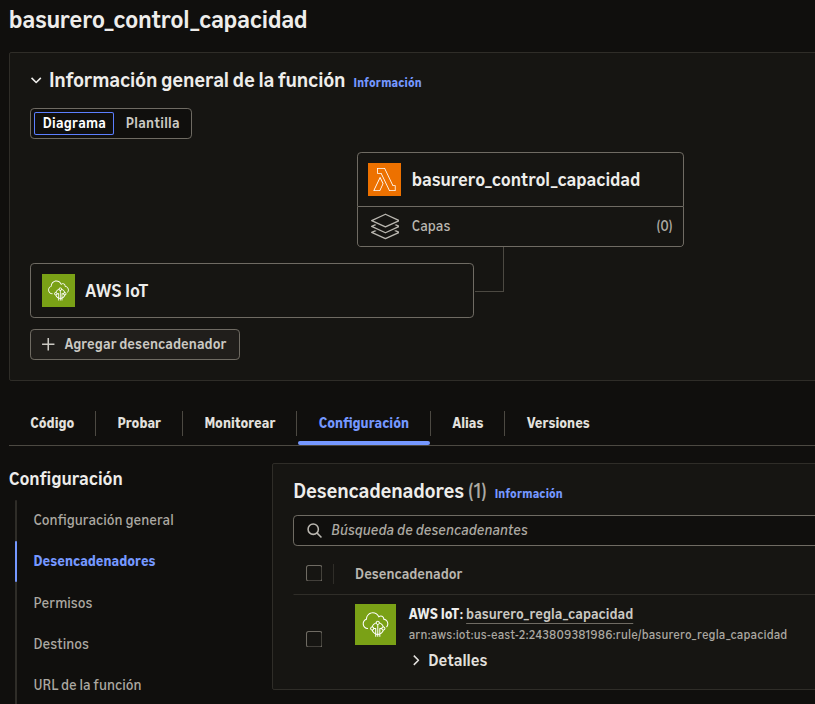 basurero_control_capacidad
Información general de la función Información
Diagrama Plantilla
basurero_control_capacidad
Capas (0)
AWS IoT
Agregar desencadenador
Código Probar Monitorear Configuración Alias Versiones
Configuración
Configuración general
Desencadenadores
Permisos
Destinos
URL de la función
Desencadenadores (1) Información
Búsqueda de desencadenantes
Desencadenador
AWS IoT: basurero_regla_capacidad
arn:aws:iot:us-east-2:243809381986:rule/basurero_regla_capacidad
Detalles